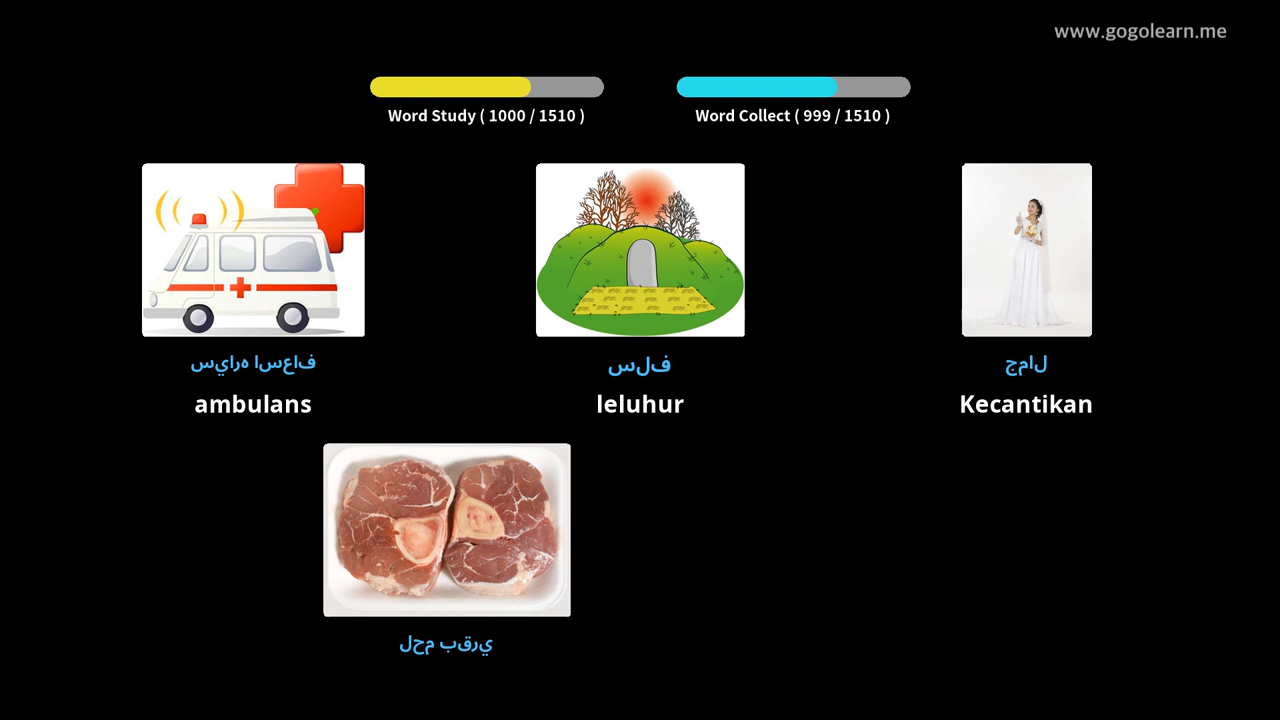 www.gogolearn.me
Word Study ( 1000 / 1510 )
Word Collect ( 999 / 1510 )
سياره اسعاف
سلف
جمال
ambulans
leluhur
Kecantikan
لحم بقري